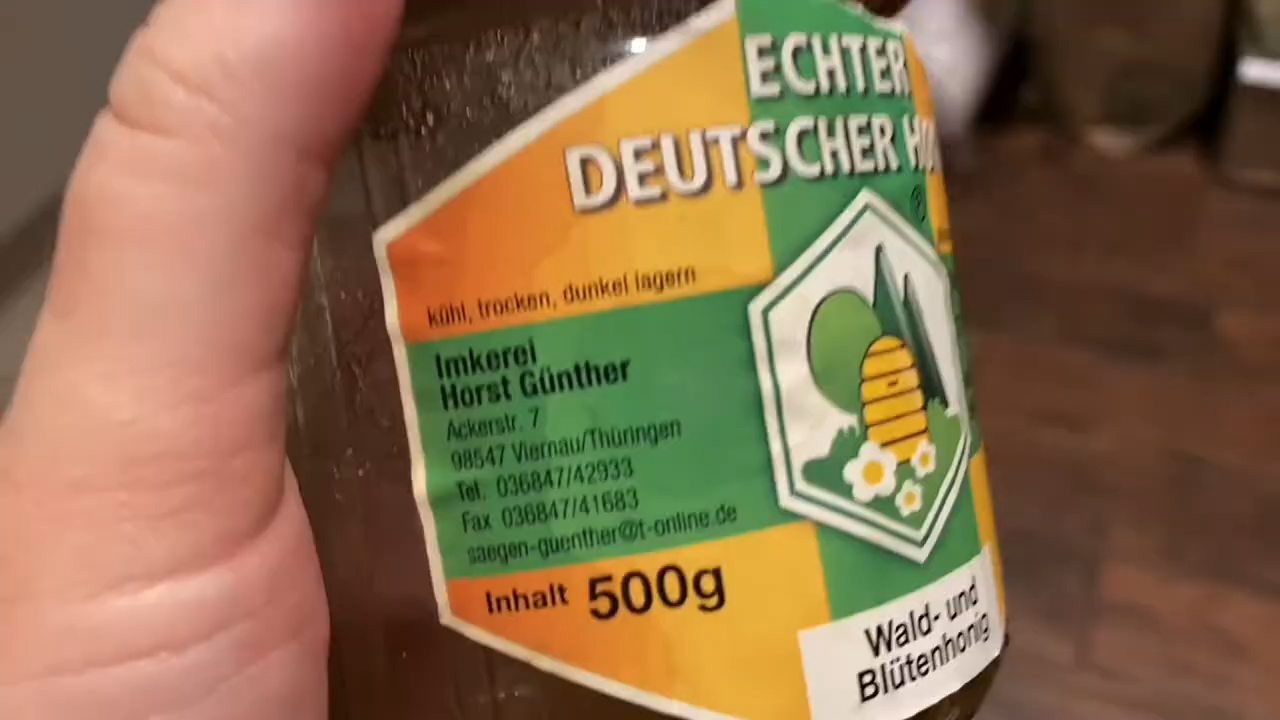 ECHTER
DEUTSCHER
®
kühl, trocken, dunkel lagern
Imkerei
Horst Günther
Ackerstr. 7
98547 Viernau/Thüringen
Tel. 036847/42933
Fax 036847/41683
saegen-guenther@t-online.de
Inhalt 500g
Wald- und
Blütenhonig